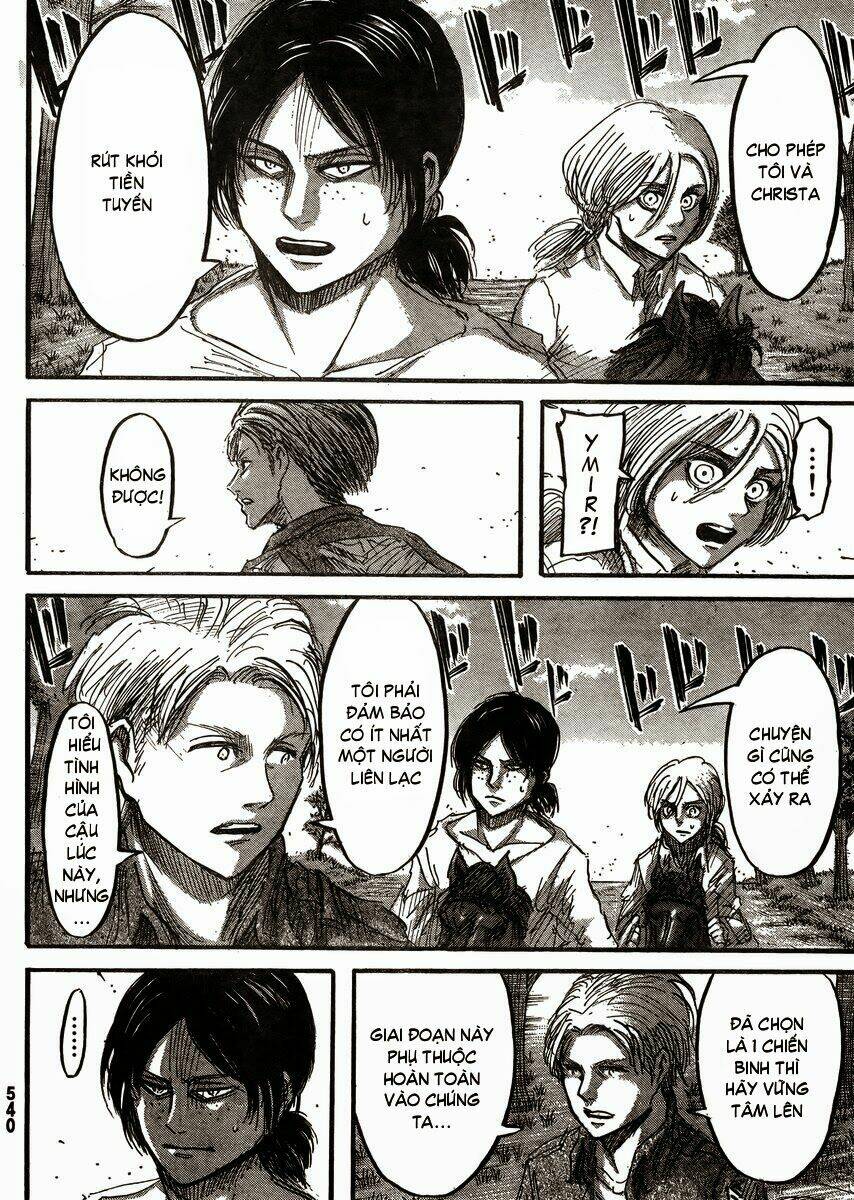 CHO PHÉP
TÔI VÀ
CHRISTA
RÚT KHỎI
TIỀN
TUYẾN
.....!
YMIR?!
KHÔNG
ĐƯỢC!
CHUYỆN
GÌ CŨNG
CÓ THỂ
XẢY RA
TÔI PHẢI
ĐẢM BẢO
CÓ ÍT NHẤT
MỘT NGƯỜI
LIÊN LẠC
TÔI
HIỂU
TÌNH
HÌNH
CỦA
CẬU
LÚC
NÀY,
NHƯNG
...
ĐÃ CHỌN
LÀ 1 CHIẾN
BINH THÌ
HÃY VỮNG
TÂM LÊN
GIAI ĐOẠN NÀY
PHỤ THUỘC
HOÀN TOÀN
VÀO CHÚNG
TA...
.......
540